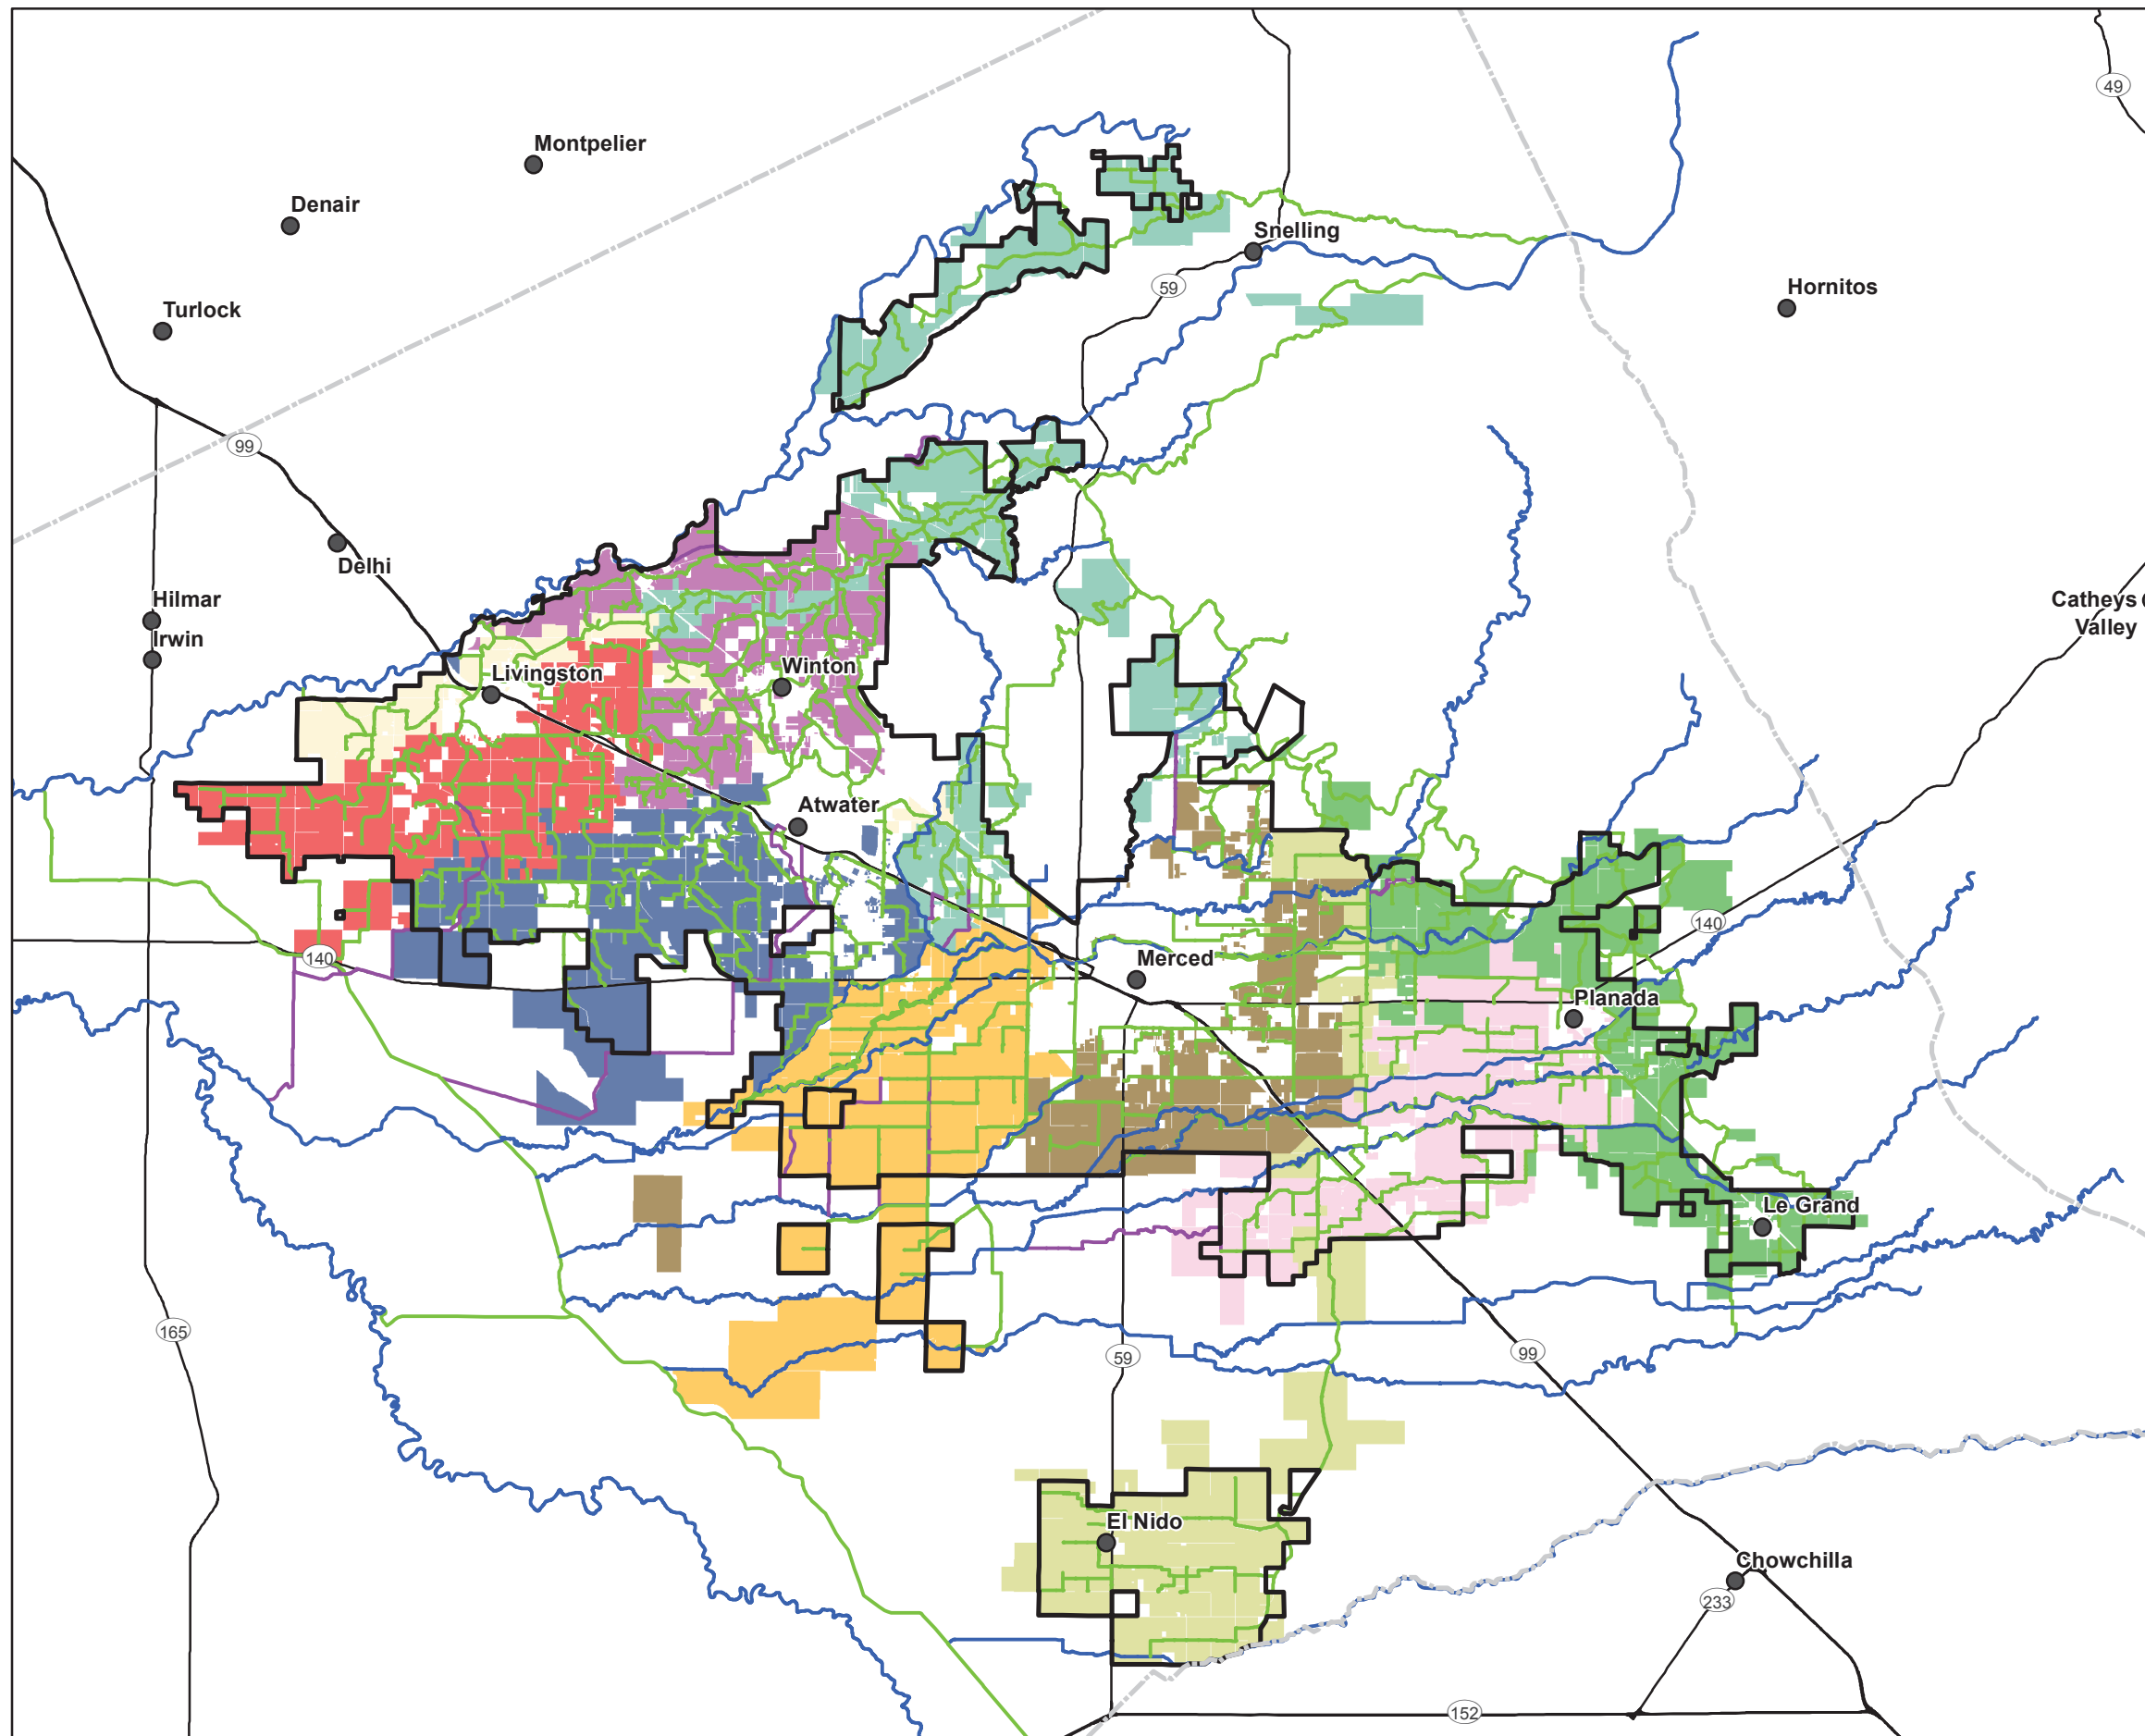 49
Montpelier
Denair
Snelling
59
Hornitos
Turlock
99
Delhi
Hilmar
Catheys
Valley
Irwin
Winton
Livingston
Atwater
140
140
Merced
Planada
Le Grand
165
59
99
El Nido
Chowchilla
233
152